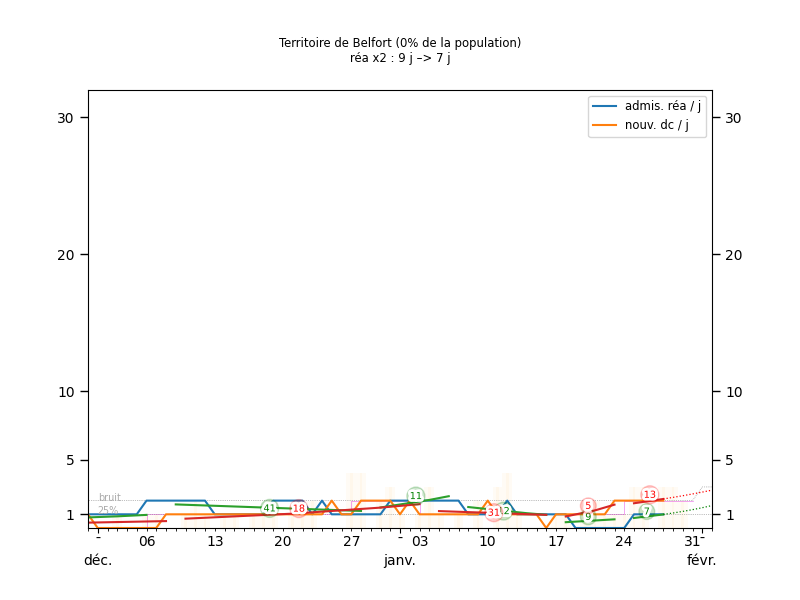 Territoire de Belfort (0% de la population)
réa x2 : 9 j –> 7 j
admis. réa / j
nouv. dc / j
30 30
20 20
10 10
5 5
1 1
bruit
25%
41 18 11 31 2 5 9 13 7
- 06 13 20 27 - 03 10 17 24 31 -
déc. janv. févr.